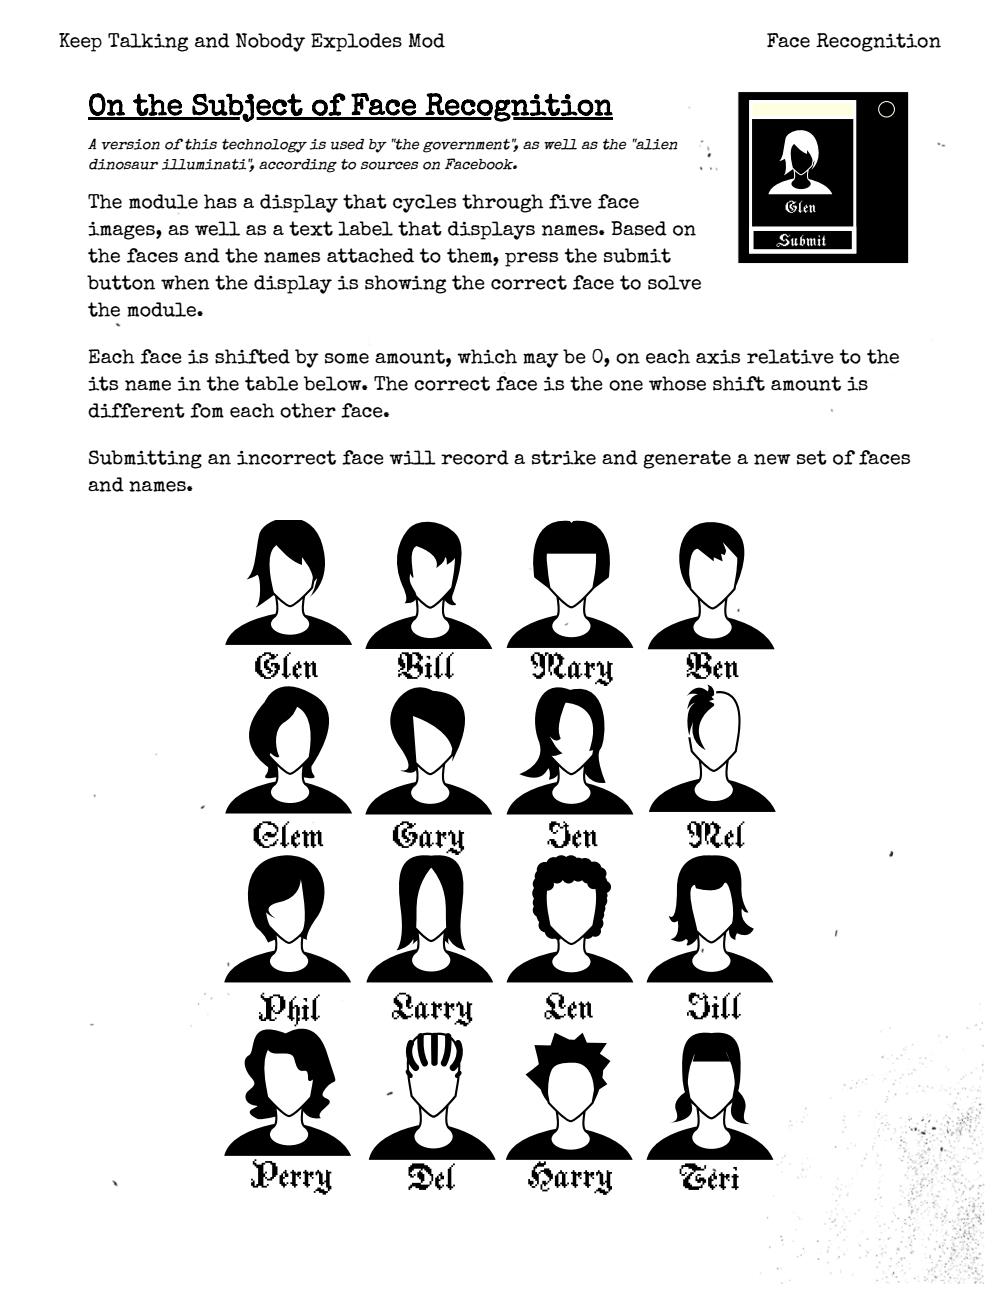 Keep Talking and Nobody Explodes Mod Face Recognition
On the Subject of Face Recognition
A version of this technology is used by "the government", as well as the "alien
dinosaur illuminati", according to sources on Facebook.
The module has a display that cycles through five face
images, as well as a text label that displays names. Based on
the faces and the names attached to them, press the submit
button when the display is showing the correct face to solve
the module.
Glen
Submit
Each face is shifted by some amount, which may be 0, on each axis relative to the
its name in the table below. The correct face is the one whose shift amount is
different fom each other face.
Submitting an incorrect face will record a strike and generate a new set of faces
and names.
Glen Bill Mary Ben
Clem Gary Jen Mel
Phil Larry Len Jill
Perry Del Harry Teri